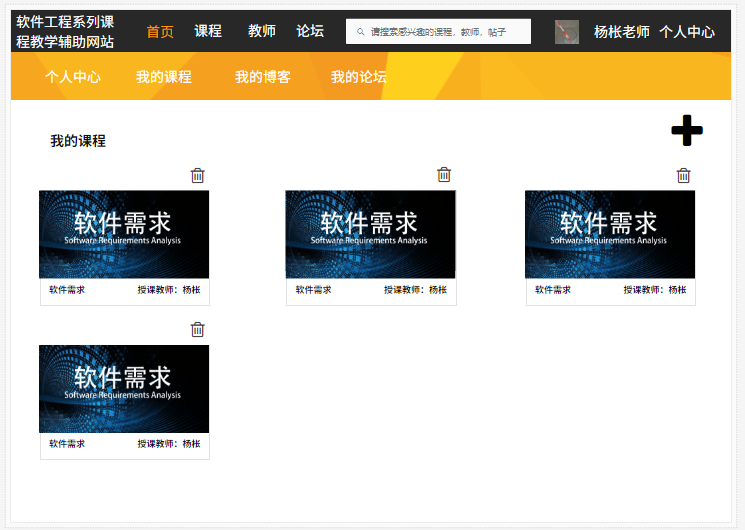 软件工程系列课
程教学辅助网站
首页 课程 教师 论坛
请搜索感兴趣的课程，教师，帖子
杨枨老师 个人中心
个人中心 我的课程 我的博客 我的论坛
我的课程
软件需求
Software Requirements Analysis
软件需求 授课教师：杨枨
软件需求
Software Requirements Analysis
软件需求 授课教师：杨枨
软件需求
Software Requirements Analysis
软件需求 授课教师：杨枨
软件需求
Software Requirements Analysis
软件需求 授课教师：杨枨